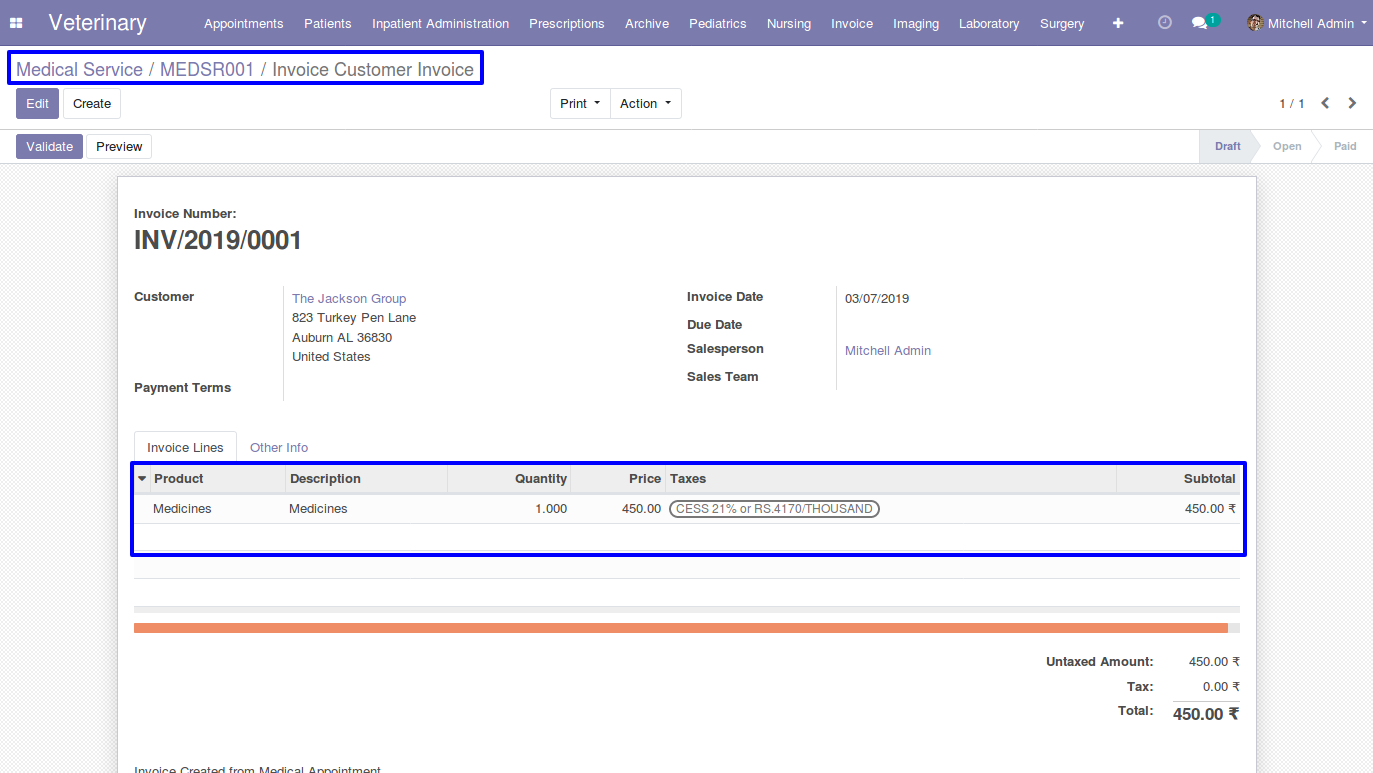 Veterinary Appointments Patients Inpatient Administration Prescriptions Archive Pediatrics Nursing Invoice Imaging Laboratory Surgery 1 Mitchell Admin
Medical Service / MEDSR001 / Invoice Customer Invoice
Edit Create Print Action 1 / 1
Validate Preview Draft Open Paid
Invoice Number:
INV/2019/0001
Customer
The Jackson Group
823 Turkey Pen Lane
Auburn AL 36830
United States
Payment Terms
Invoice Date 03/07/2019
Due Date
Salesperson Mitchell Admin
Sales Team
Invoice Lines Other Info
Product Description Quantity Price Taxes Subtotal
Medicines Medicines 1.000 450.00 CESS 21% or RS.4170/THOUSAND 450.00 ₹
Untaxed Amount: 450.00 ₹
Tax: 0.00 ₹
Total: 450.00 ₹
Invoice Created from Medical Appointment